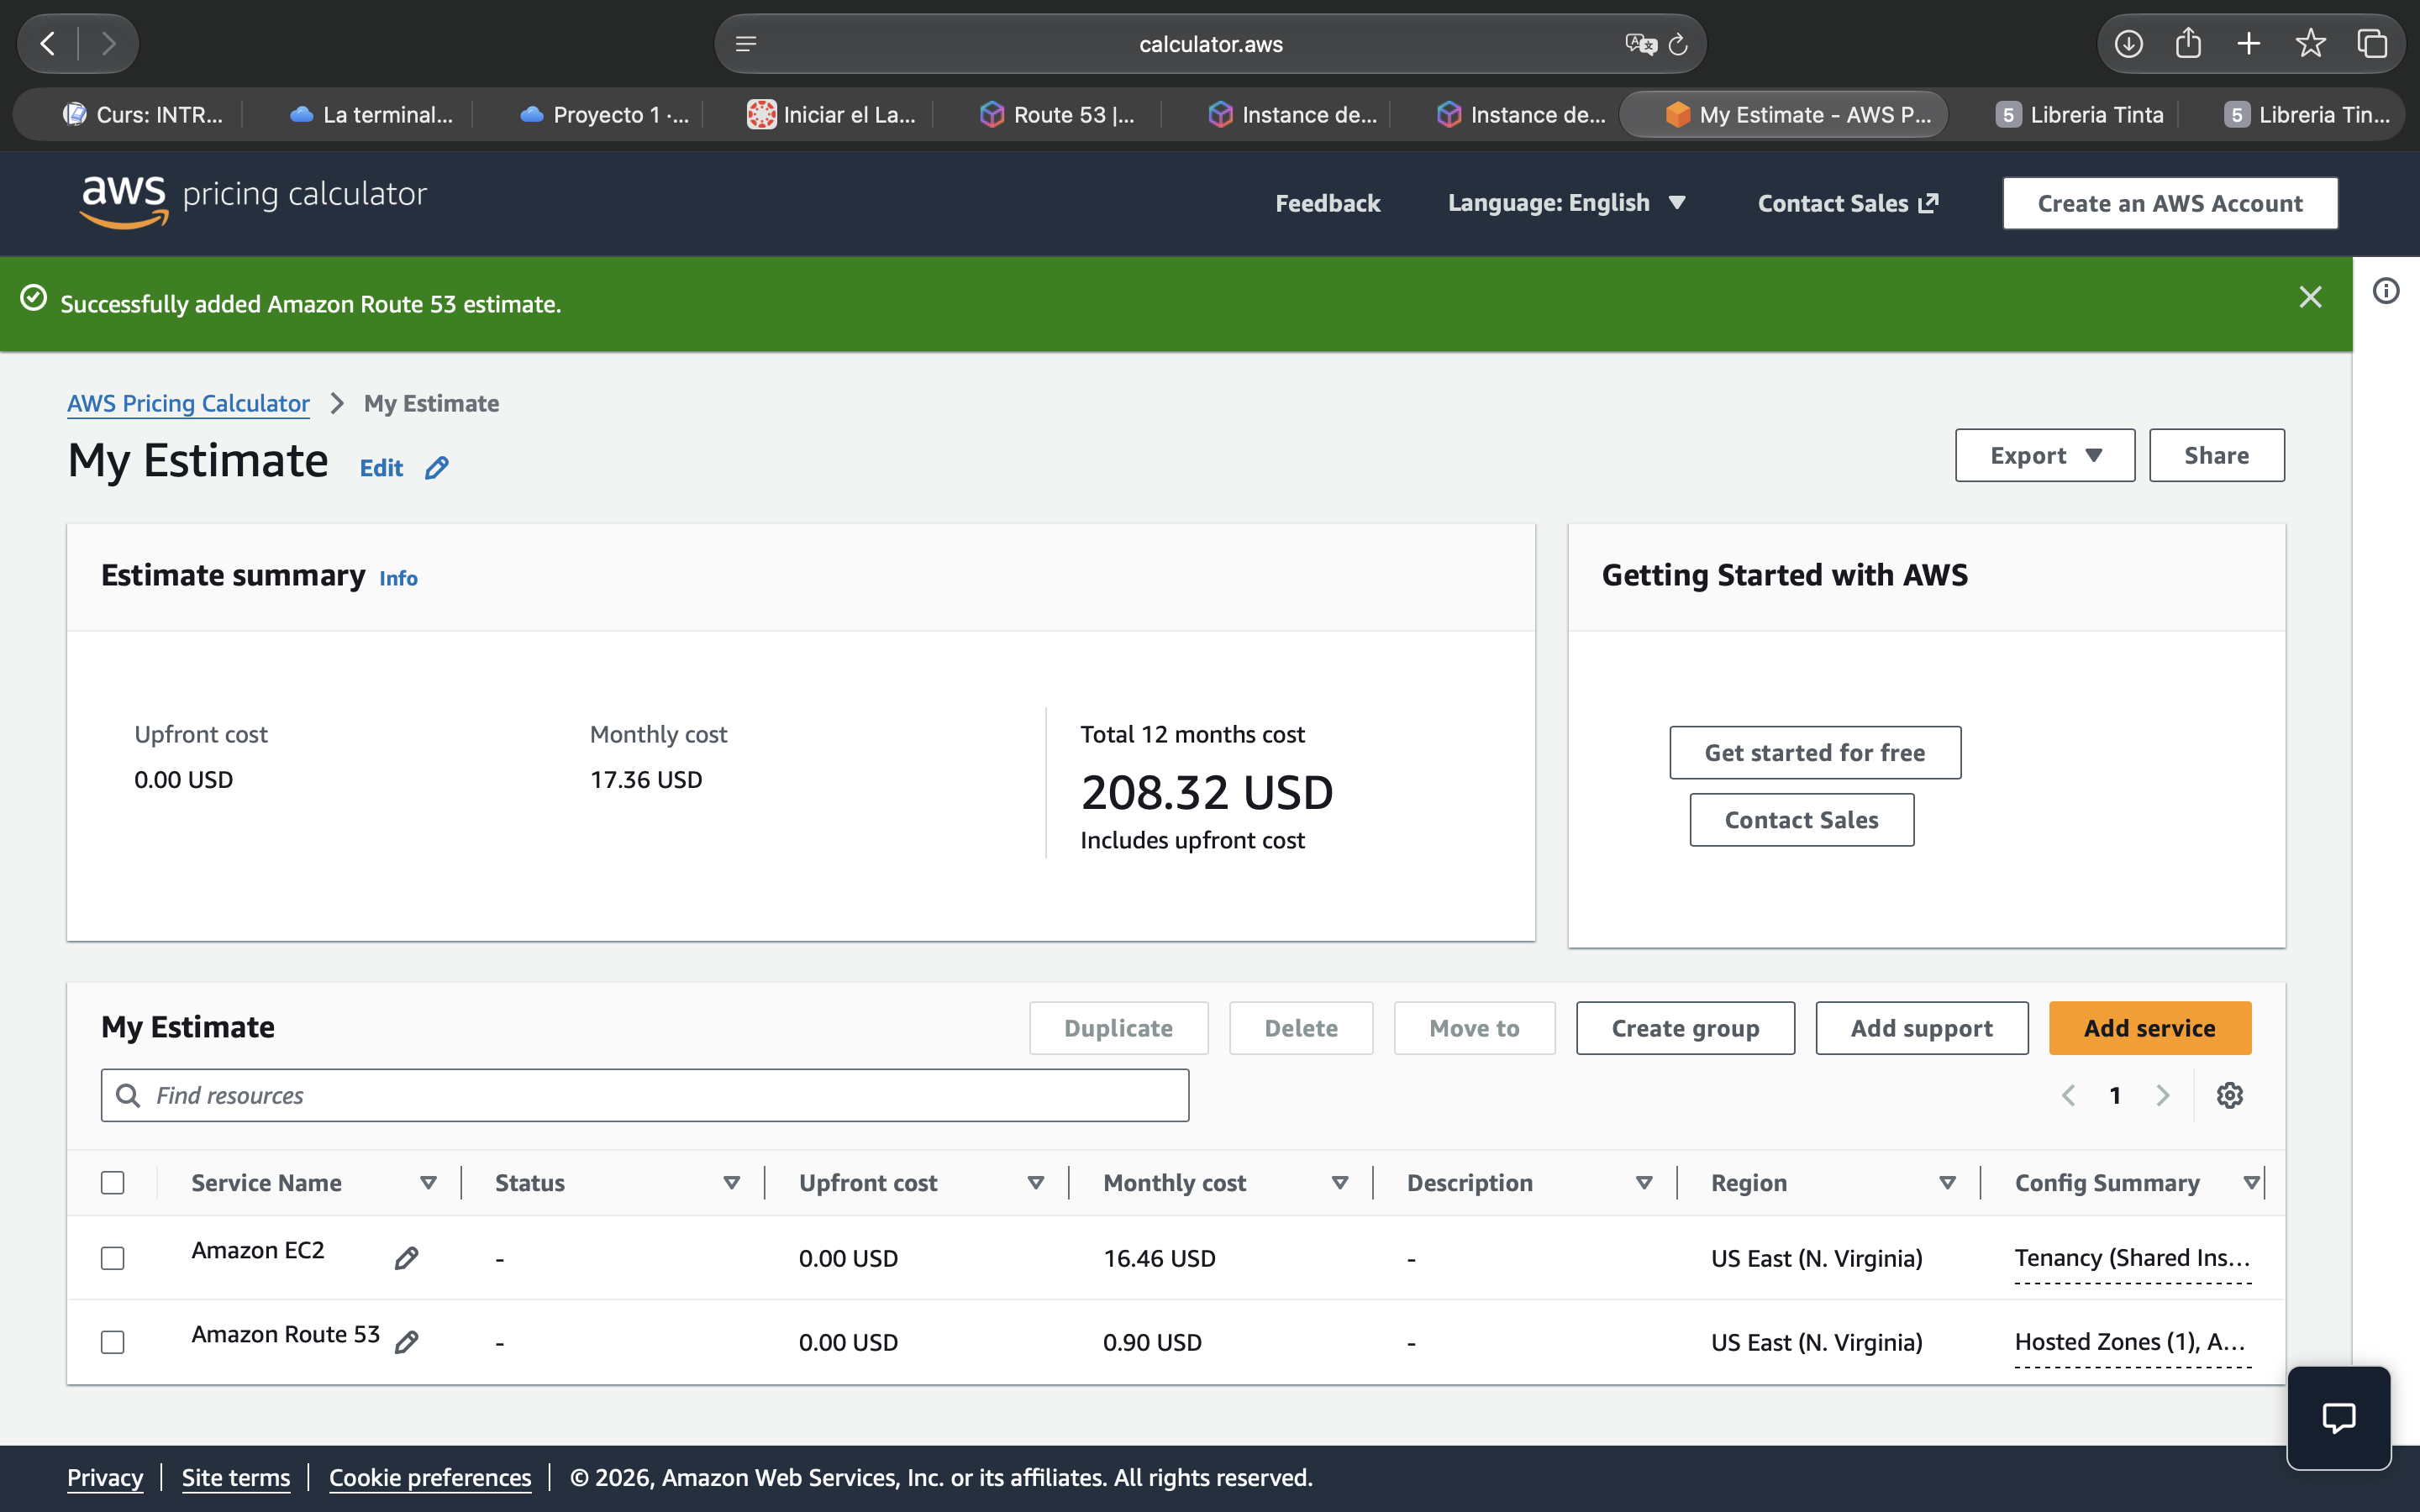 calculator.aws
Curs: INTR...
La terminal...
Proyecto 1 ·...
Iniciar el La...
Route 53 |...
Instance de...
Instance de...
My Estimate - AWS P...
5 Libreria Tinta
5 Libreria Tin...
aws pricing calculator
Feedback
Language: English
Contact Sales
Create an AWS Account
Successfully added Amazon Route 53 estimate.
AWS Pricing Calculator
My Estimate
My Estimate
Edit
Export
Share
Estimate summary Info
Upfront cost
0.00 USD
Monthly cost
17.36 USD
Total 12 months cost
208.32 USD
Includes upfront cost
Getting Started with AWS
Get started for free
Contact Sales
My Estimate
Duplicate
Delete
Move to
Create group
Add support
Add service
Find resources
1
Service Name Status Upfront cost Monthly cost Description Region Config Summary
Amazon EC2 - 0.00 USD 16.46 USD - US East (N. Virginia) Tenancy (Shared Ins...
Amazon Route 53 - 0.00 USD 0.90 USD - US East (N. Virginia) Hosted Zones (1), A...
Privacy
Site terms
Cookie preferences
© 2026, Amazon Web Services, Inc. or its affiliates. All rights reserved.